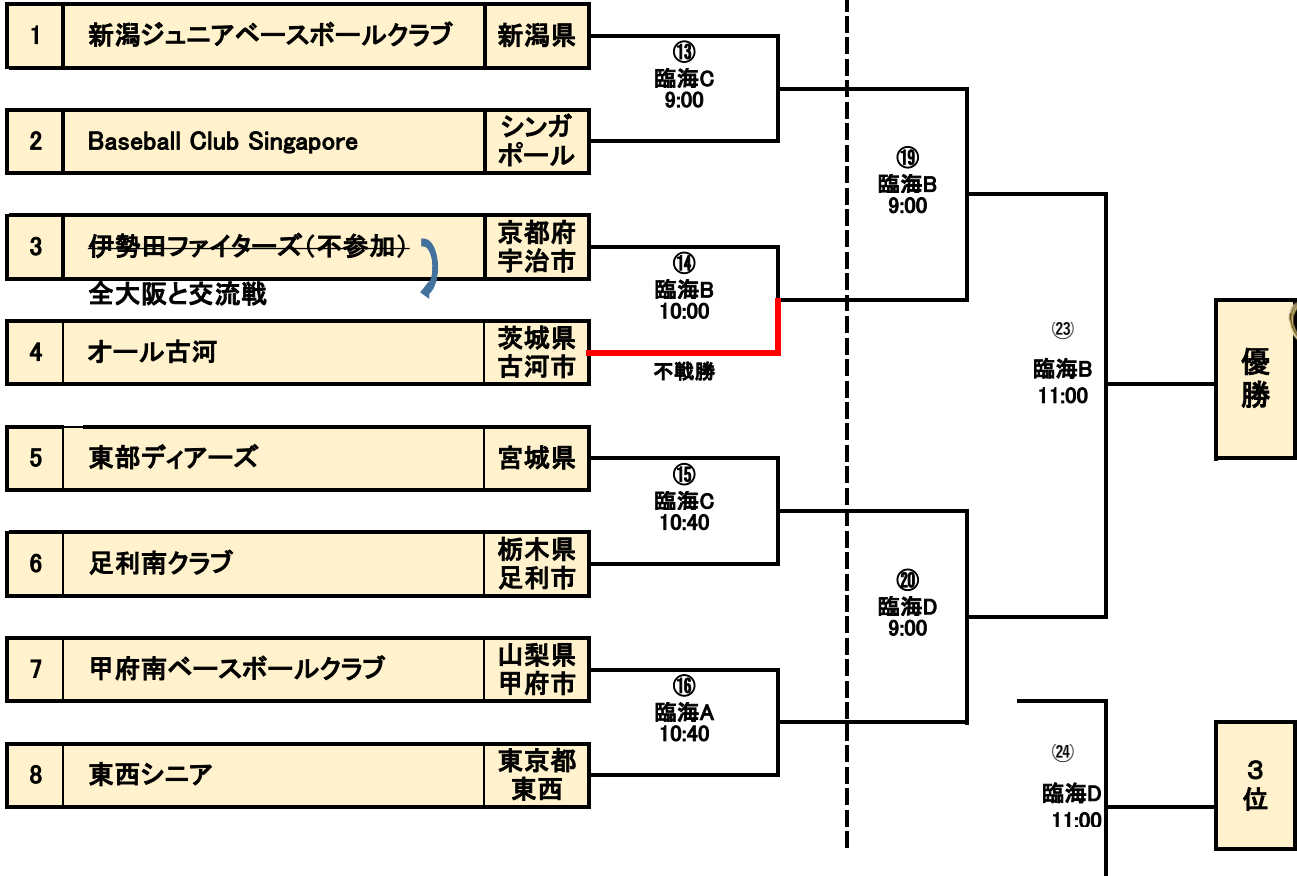 1 新潟ジュニアベースボールクラブ 新潟県
⑬
臨海C
9:00
2 Baseball Club Singapore シンガ
ポール
⑲
臨海B
9:00
3 伊勢田ファイターズ(不参加) 京都府
宇治市
全大阪と交流戦
⑭
臨海B
10:00
4 オール古河 茨城県
古河市
不戦勝
㉓
臨海B
11:00
優
勝
5 東部ディアーズ 宮城県
⑮
臨海C
10:40
6 足利南クラブ 栃木県
足利市
⑳
臨海D
9:00
7 甲府南ベースボールクラブ 山梨県
甲府市
⑯
臨海A
10:40
8 東西シニア 東京都
東西
㉔
臨海D
11:00
3
位